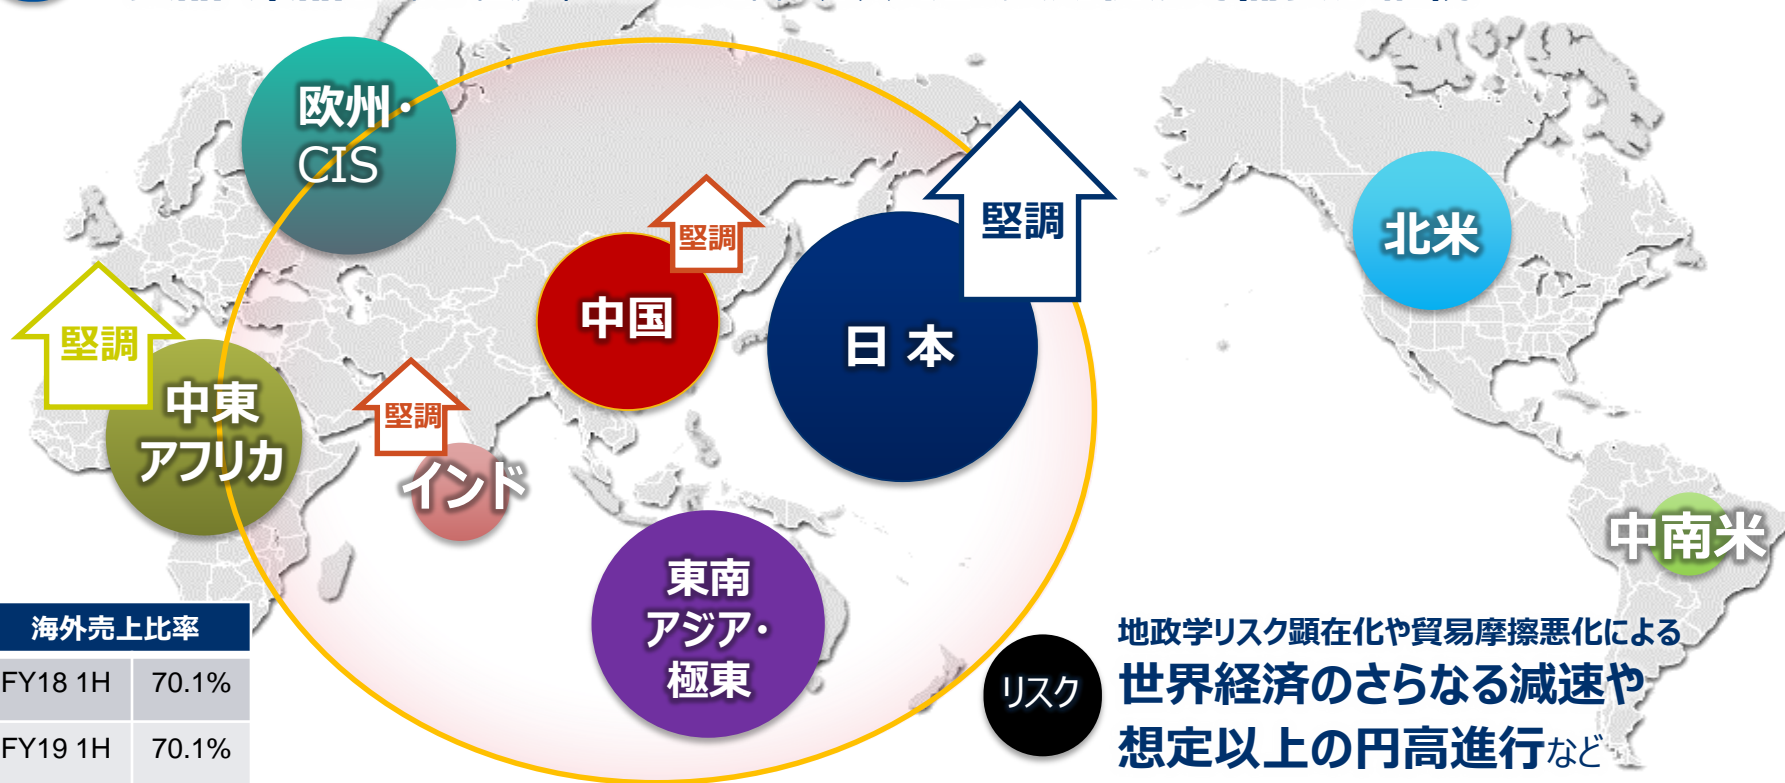 欧州・
CIS
堅調
堅調
堅調
中国
日 本
北米
堅調
中東
アフリカ
インド
東南
アジア・
極東
中南米
海外売上比率
FY18 1H 70.1%
FY19 1H 70.1%
リスク
地政学リスク顕在化や貿易摩擦悪化による
世界経済のさらなる減速や
想定以上の円高進行など